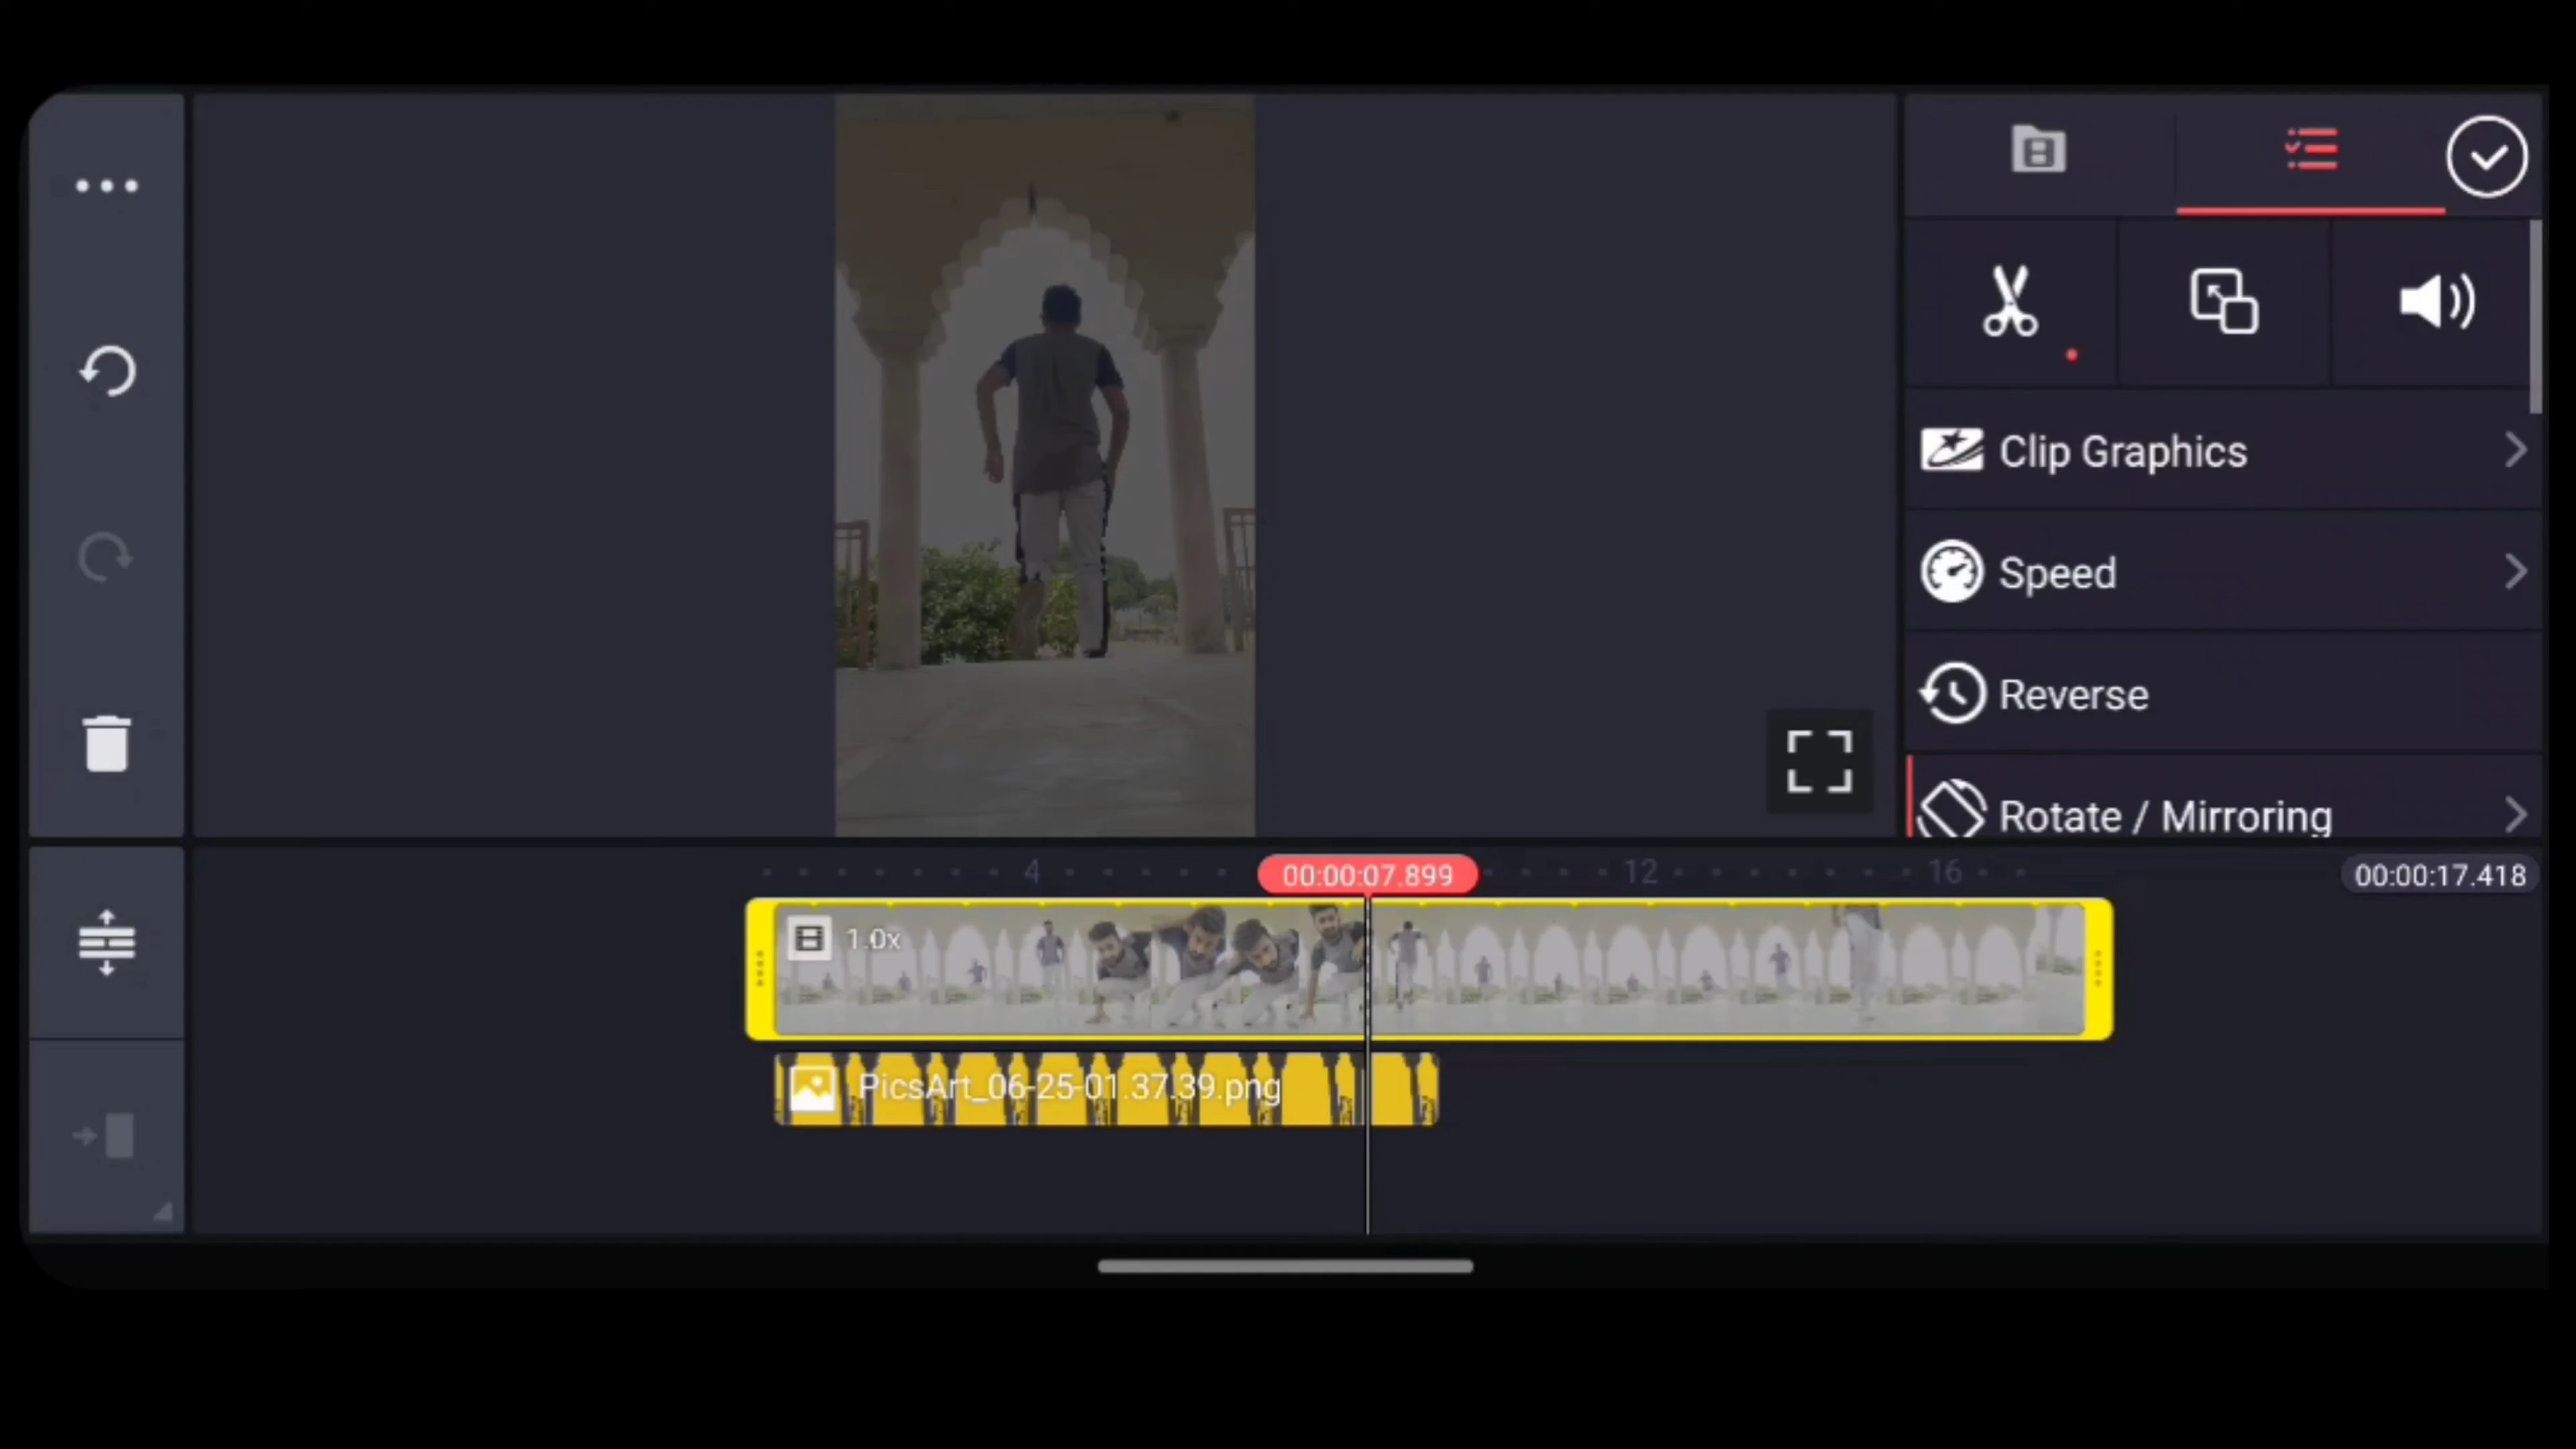 Clip Graphics
Speed
Reverse
Rotate / Mirroring
4
00:00:07.899
12
16
00:00:17.418
1.0x
PicsArt_06-25-01.37.39.png